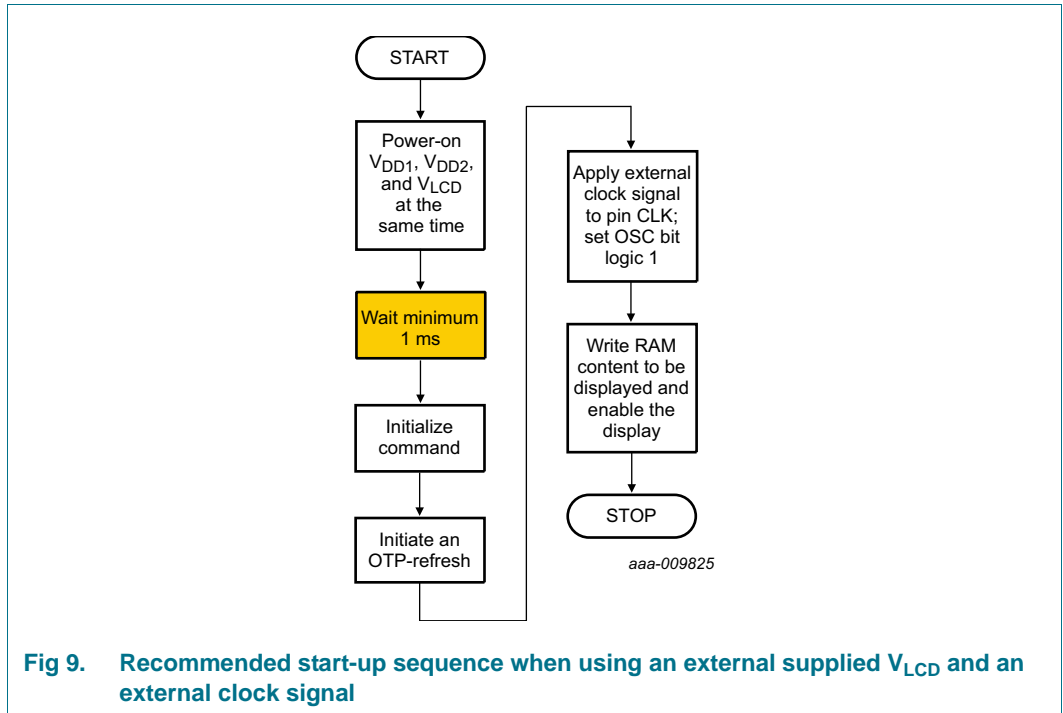 START
Power-on
VDD1, VDD2,
and VLCD
at the
same time
Wait minimum
1 ms
Initialize
command
Initiate an
OTP-refresh
Apply external
clock signal
to pin CLK;
set OSC bit
logic 1
Write RAM
content to be
displayed and
enable the
display
STOP
aaa-009825
Fig 9. Recommended start-up sequence when using an external supplied VLCD and an
external clock signal